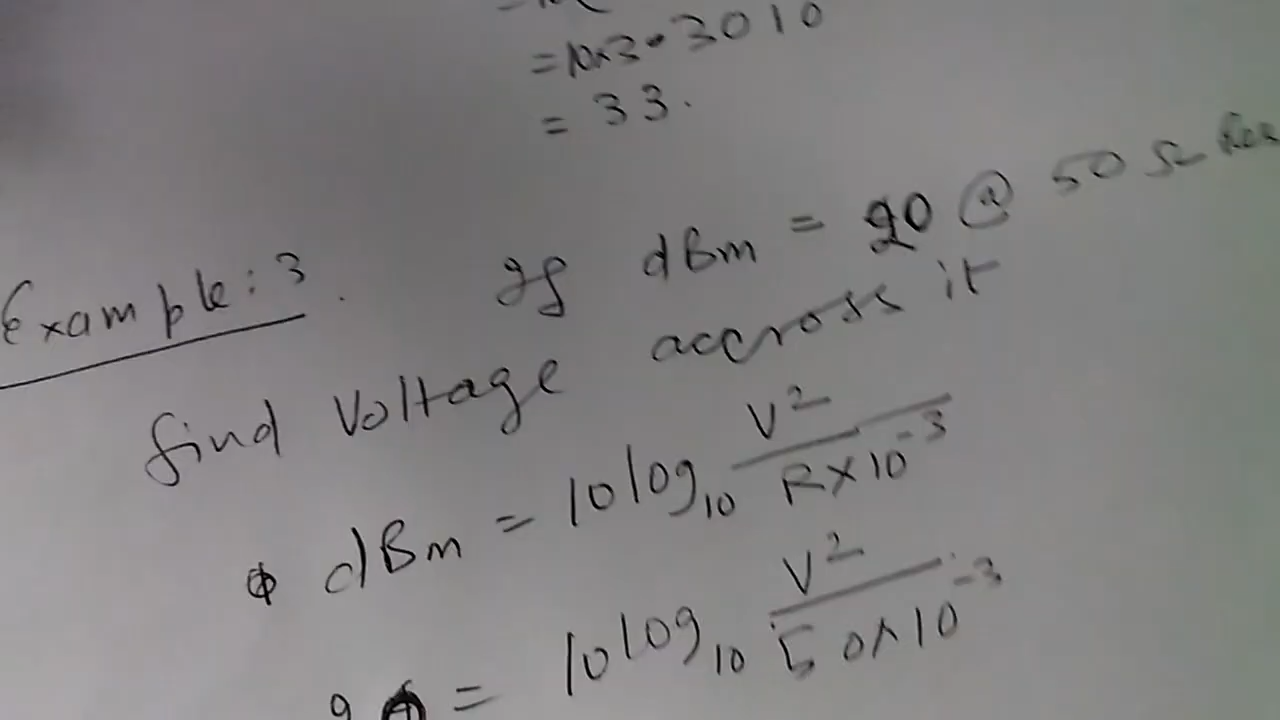 = 10×3.3010
= 33.
Example: 3. If dBm = 90 @ 50 Ω
find Voltage accross it
dBm = 10 log₁₀ V² / R×10⁻³
= 10 log₁₀ V² / 50×10⁻³